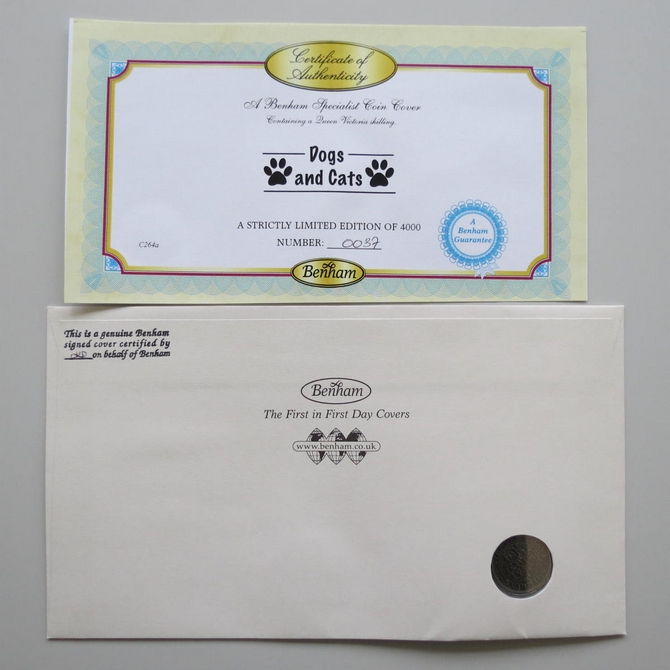 Certificate of
Authenticity
A Benham Specialist Coin Cover
Containing a Queen Victoria shilling.
Dogs
and Cats
A STRICTLY LIMITED EDITION OF 4000
NUMBER: 0037
C264a
A
Benham
Guarantee
Benham
This is a genuine Benham
signed cover certified by
on behalf of Benham
Benham
The First in First Day Covers
www.benham.co.uk